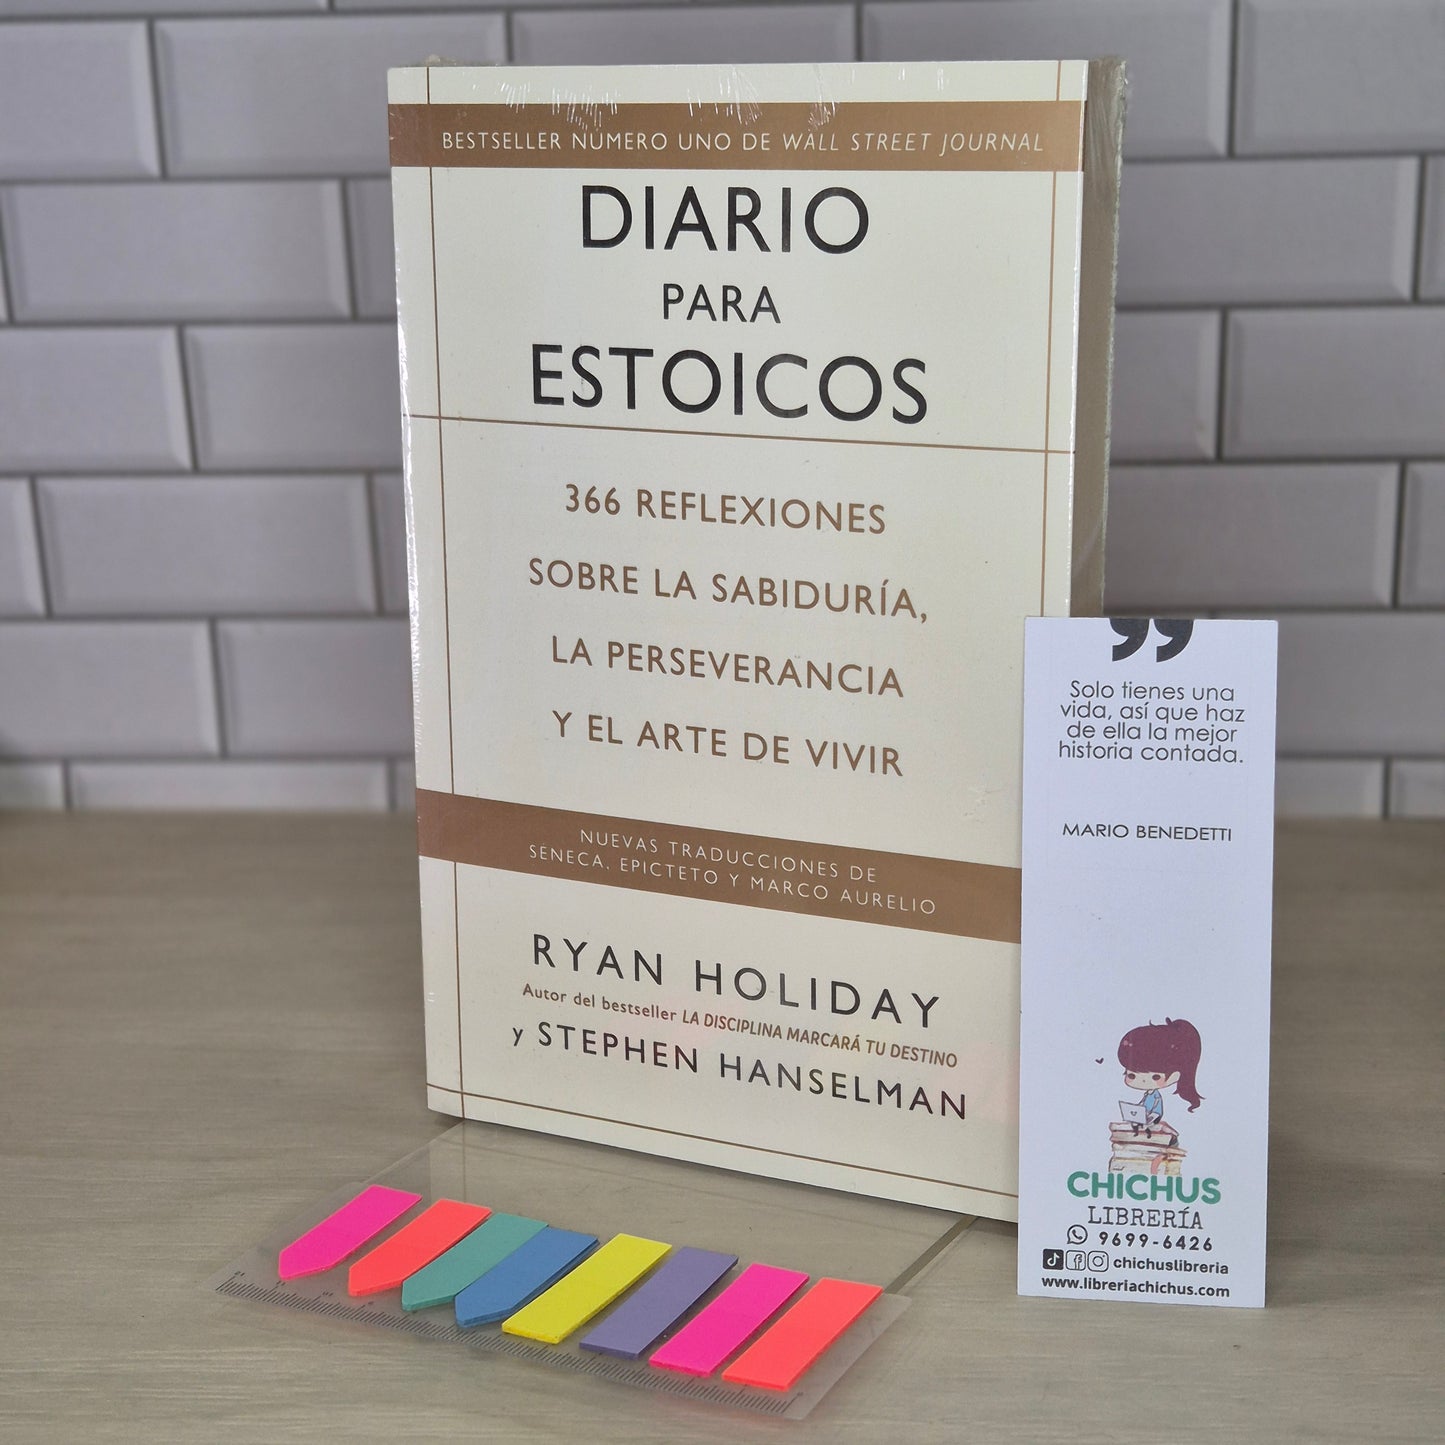 BESTSELLER NÚMERO UNO DE WALL STREET JOURNAL
DIARIO
PARA
ESTOICOS
366 REFLEXIONES
SOBRE LA SABIDURÍA,
LA PERSEVERANCIA
Y EL ARTE DE VIVIR
NUEVAS TRADUCCIONES DE
SÉNECA, EPICTETO Y MARCO AURELIO
RYAN HOLIDAY
Autor del bestseller LA DISCIPLINA MARCARÁ TU DESTINO
y STEPHEN HANSELMAN
”
Solo tienes una
vida, así que haz
de ella la mejor
historia contada.
MARIO BENEDETTI
CHICHUS
LIBRERÍA
9699-6426
chichuslibreria
www.libreriachichus.com